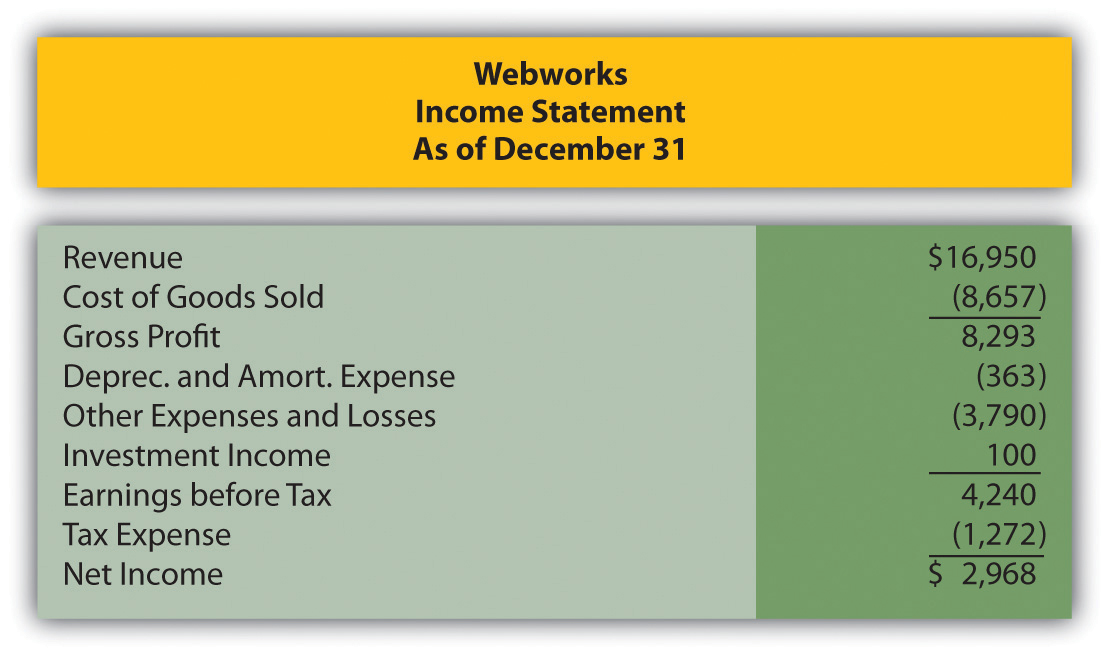 Webworks
Income Statement
As of December 31
Revenue $16,950
Cost of Goods Sold (8,657)
Gross Profit 8,293
Deprec. and Amort. Expense (363)
Other Expenses and Losses (3,790)
Investment Income 100
Earnings before Tax 4,240
Tax Expense (1,272)
Net Income $ 2,968